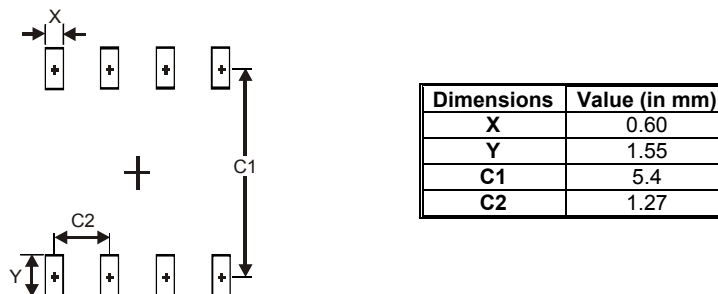 X
C1
C2
Y
Dimensions Value (in mm)
X 0.60
Y 1.55
C1 5.4
C2 1.27